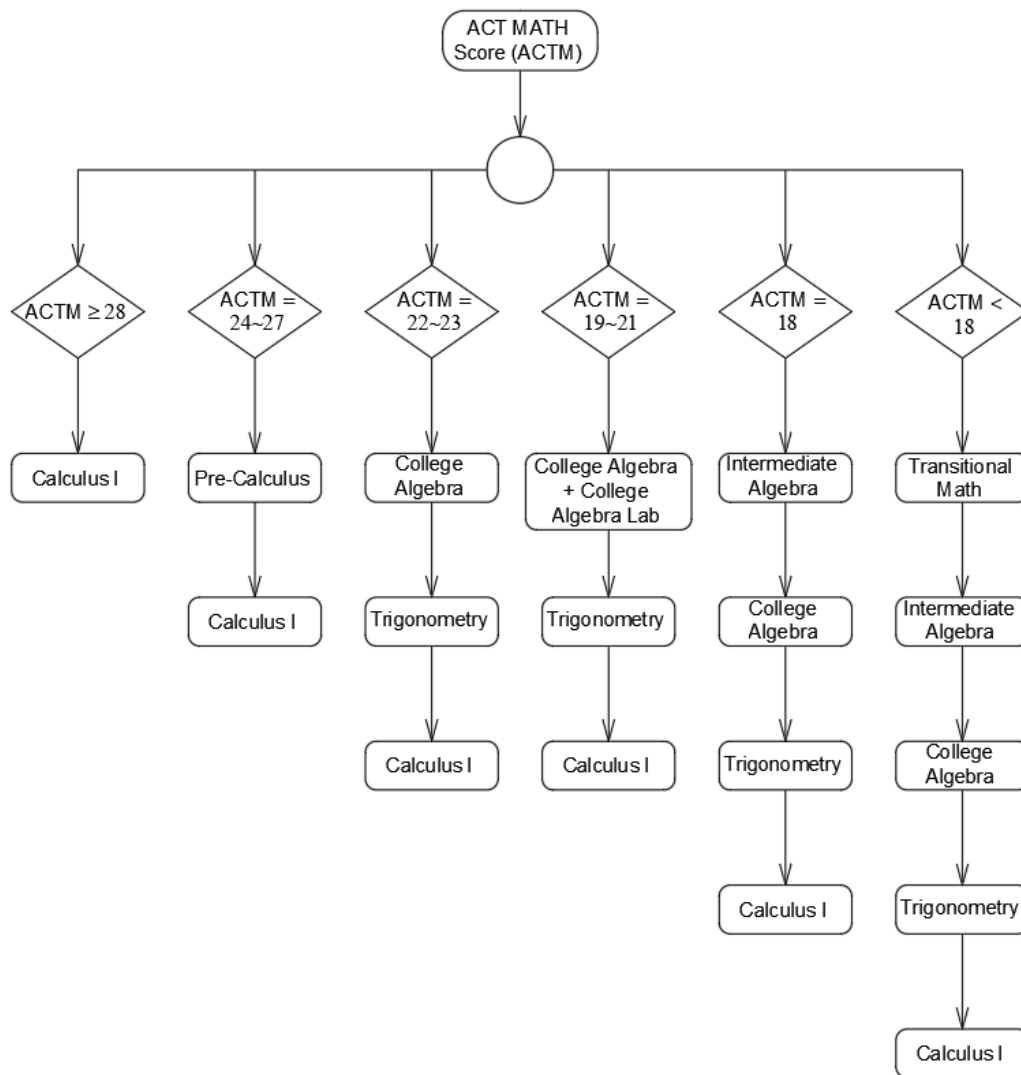 ACT MATH
Score (ACTM)
ACTM ≥ 28
ACTM =
24~27
ACTM =
22~23
ACTM =
19~21
ACTM =
18
ACTM <
18
Calculus I
Pre-Calculus
College
Algebra
College Algebra
+ College
Algebra Lab
Intermediate
Algebra
Transitional
Math
Calculus I
Trigonometry
Trigonometry
College
Algebra
Intermediate
Algebra
Calculus I
Calculus I
Trigonometry
College
Algebra
Calculus I
Trigonometry
Calculus I